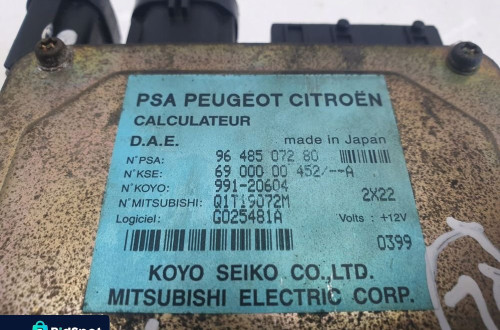 PSA PEUGEOT CITROËN
CALCULATEUR
D.A.E. made in Japan
N°PSA: 96 485 072 80
N°KSE: 69 000 00 452/--A
N°KOYO: 991-20604
N°MITSUBISHI: Q1T19072M 2X22
Logiciel: G025481A Volts : +12V
0399
KOYO SEIKO CO.,LTD.
MITSUBISHI ELECTRIC CORP.